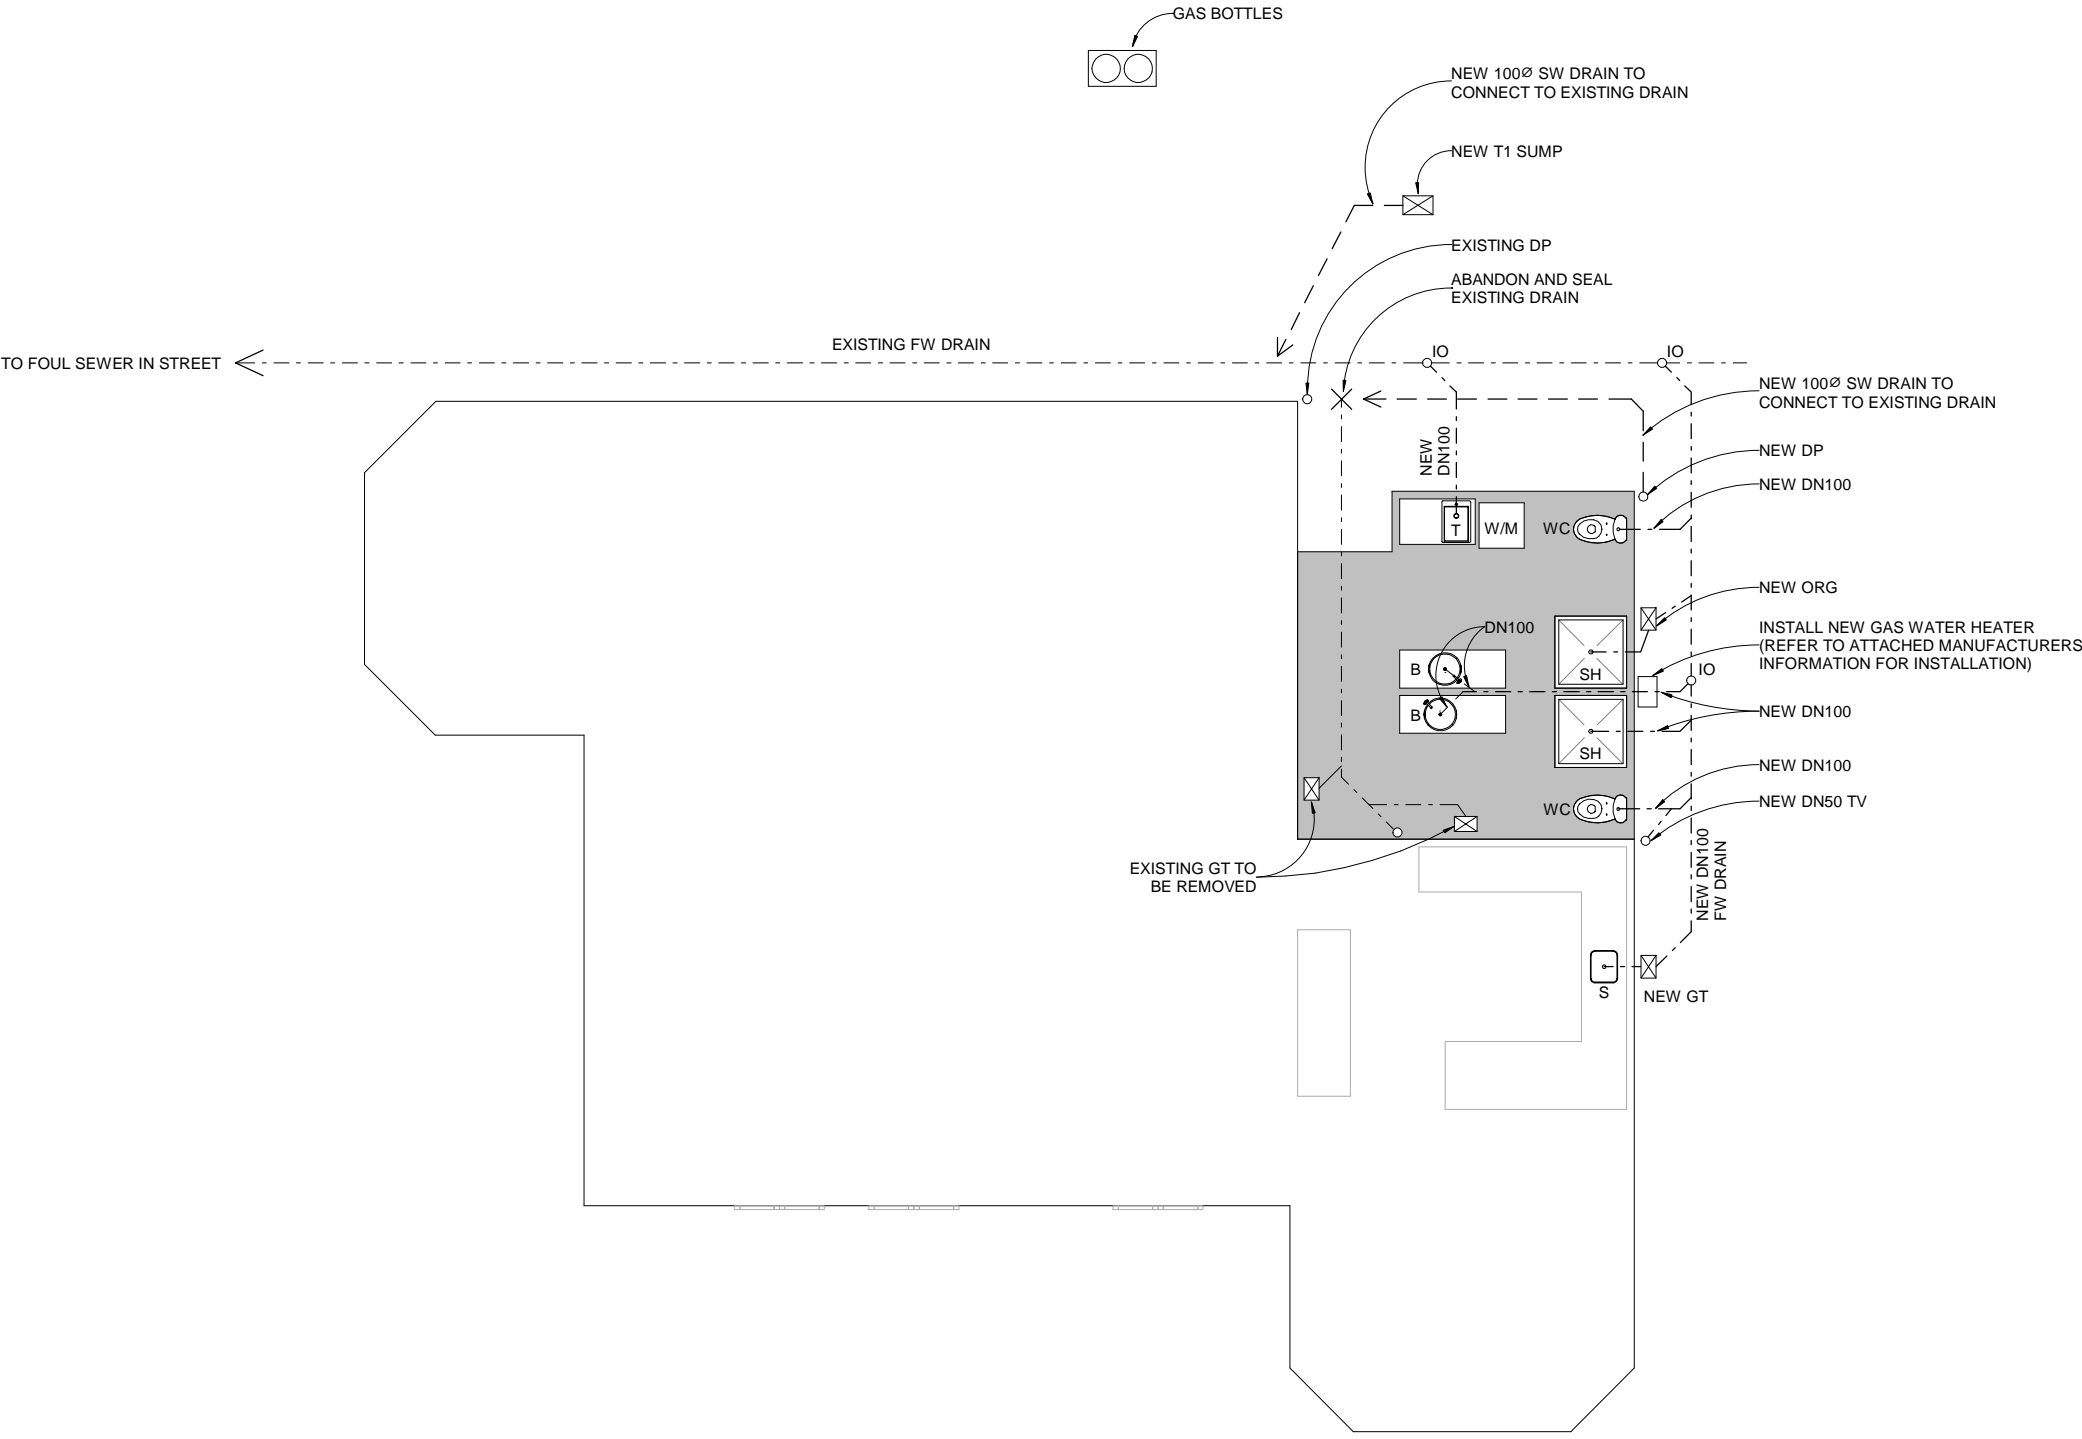 GAS BOTTLES
NEW 100Ø SW DRAIN TO
CONNECT TO EXISTING DRAIN
NEW T1 SUMP
EXISTING DP
ABANDON AND SEAL
EXISTING DRAIN
EXISTING FW DRAIN
TO FOUL SEWER IN STREET
IO
IO
NEW 100Ø SW DRAIN TO
CONNECT TO EXISTING DRAIN
NEW
DN100
NEW DP
NEW DN100
T
W/M
WC
NEW ORG
DN100
INSTALL NEW GAS WATER HEATER
(REFER TO ATTACHED MANUFACTURERS
INFORMATION FOR INSTALLATION)
B
SH
IO
B
NEW DN100
SH
NEW DN100
WC
NEW DN50 TV
EXISTING GT TO
BE REMOVED
NEW DN100
FW DRAIN
S
NEW GT